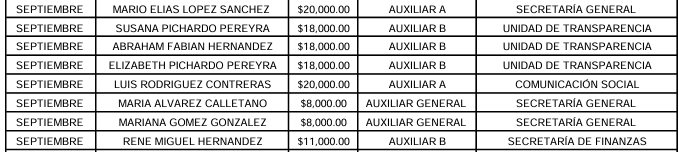 SEPTIEMBRE MARIO ELIAS LOPEZ SANCHEZ $20,000.00 AUXILIAR A SECRETARÍA GENERAL
SEPTIEMBRE SUSANA PICHARDO PEREYRA $18,000.00 AUXILIAR B UNIDAD DE TRANSPARENCIA
SEPTIEMBRE ABRAHAM FABIAN HERNANDEZ $18,000.00 AUXILIAR B UNIDAD DE TRANSPARENCIA
SEPTIEMBRE ELIZABETH PICHARDO PEREYRA $18,000.00 AUXILIAR B UNIDAD DE TRANSPARENCIA
SEPTIEMBRE LUIS RODRIGUEZ CONTRERAS $20,000.00 AUXILIAR A COMUNICACIÓN SOCIAL
SEPTIEMBRE MARIA ALVAREZ CALLETANO $8,000.00 AUXILIAR GENERAL SECRETARÍA GENERAL
SEPTIEMBRE MARIANA GOMEZ GONZALEZ $8,000.00 AUXILIAR GENERAL SECRETARÍA GENERAL
SEPTIEMBRE RENE MIGUEL HERNANDEZ $11,000.00 AUXILIAR B SECRETARÍA DE FINANZAS